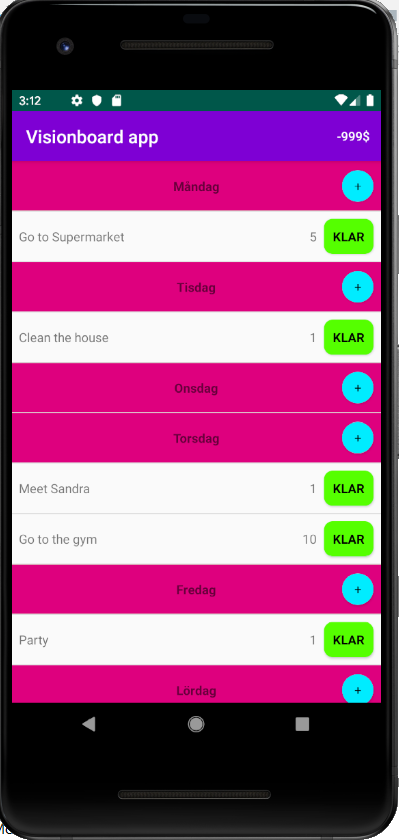 3:12
Visionboard app -999$
Måndag +
Go to Supermarket 5 KLAR
Tisdag +
Clean the house 1 KLAR
Onsdag +
Torsdag +
Meet Sandra 1 KLAR
Go to the gym 10 KLAR
Fredag +
Party 1 KLAR
Lördag +